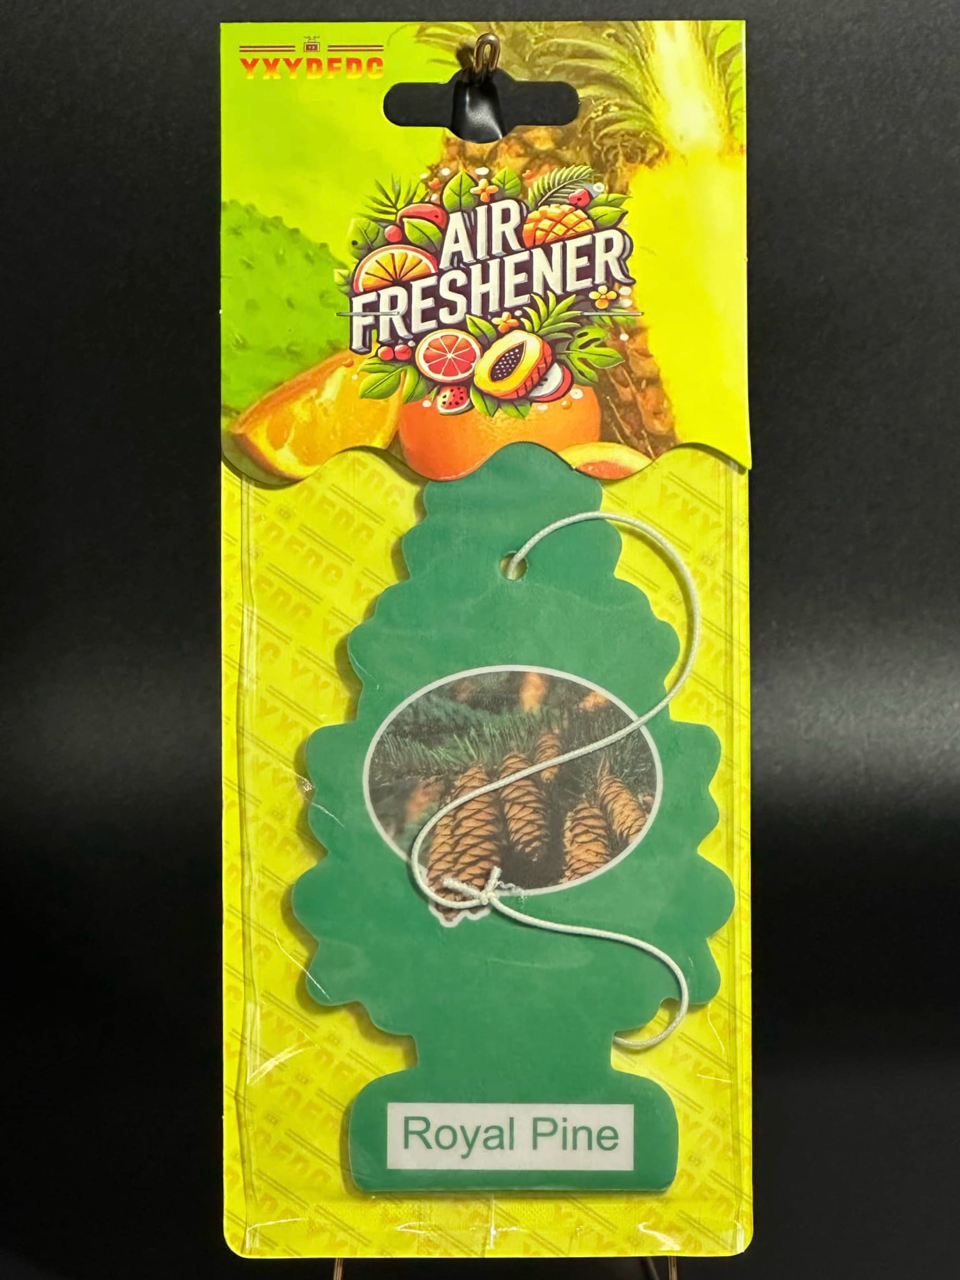 YXYDFDC
AIR
FRESHENER
Royal Pine